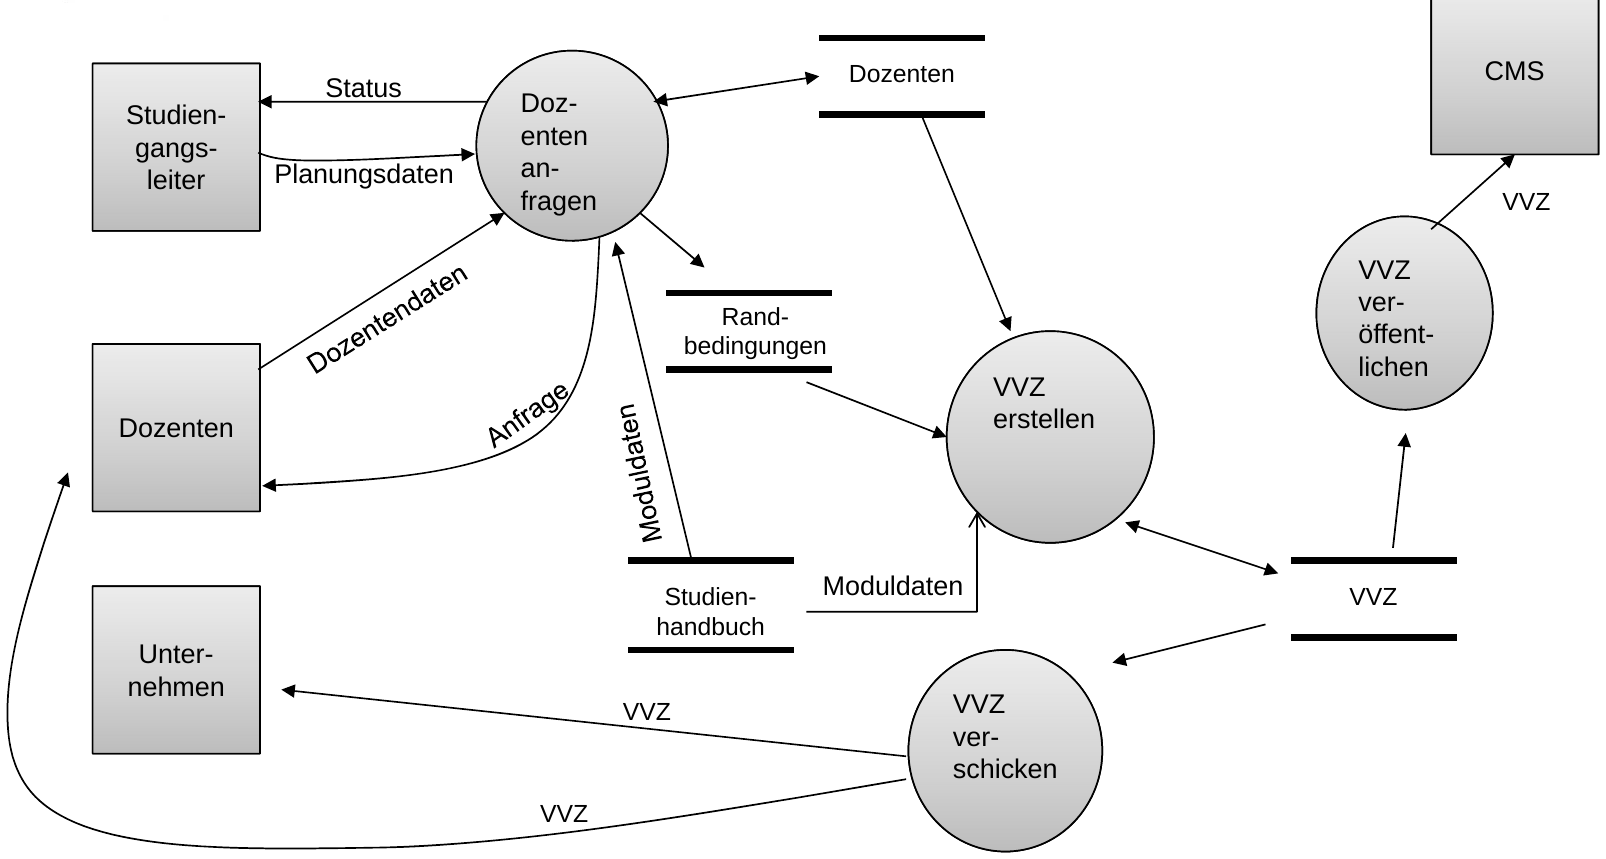 Status
Studien-
gangs-
leiter
Planungsdaten
Doz-
enten
an-
fragen
Dozenten
CMS
VVZ
VVZ
ver-
öffent-
lichen
Dozentendaten
Rand-
bedingungen
Dozenten
Anfrage
Moduldaten
VVZ
erstellen
Studien-
handbuch
Moduldaten
VVZ
Unter-
nehmen
VVZ
VVZ
ver-
schicken
VVZ